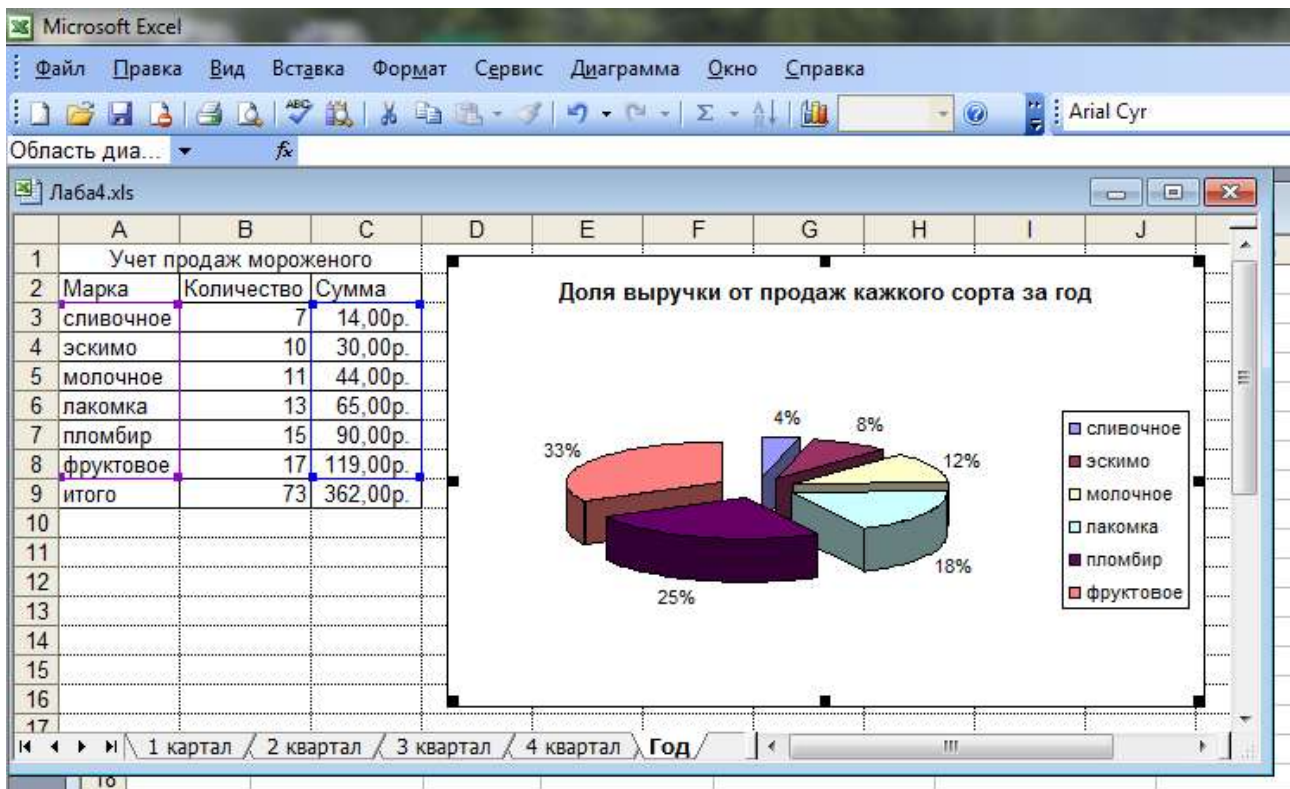 Microsoft Excel
Файл Правка Вид Вставка Формат Сервис Диаграмма Окно Справка
ABC Σ Arial Cyr
Область диа... fx
Лаба4.xls
A B C D E F G H I J
1 Учет продаж мороженого
2 Марка Количество Сумма
3 сливочное 7 14,00р.
4 эскимо 10 30,00р.
5 молочное 11 44,00р.
6 лакомка 13 65,00р.
7 пломбир 15 90,00р.
8 фруктовое 17 119,00р.
9 итого 73 362,00р.
10
11
12
13
14
15
16
17
Доля выручки от продаж кажкого сорта за год
4%
8%
12%
18%
25%
33%
сливочное
эскимо
молочное
лакомка
пломбир
фруктовое
1 картал 2 квартал 3 квартал 4 квартал Год
18